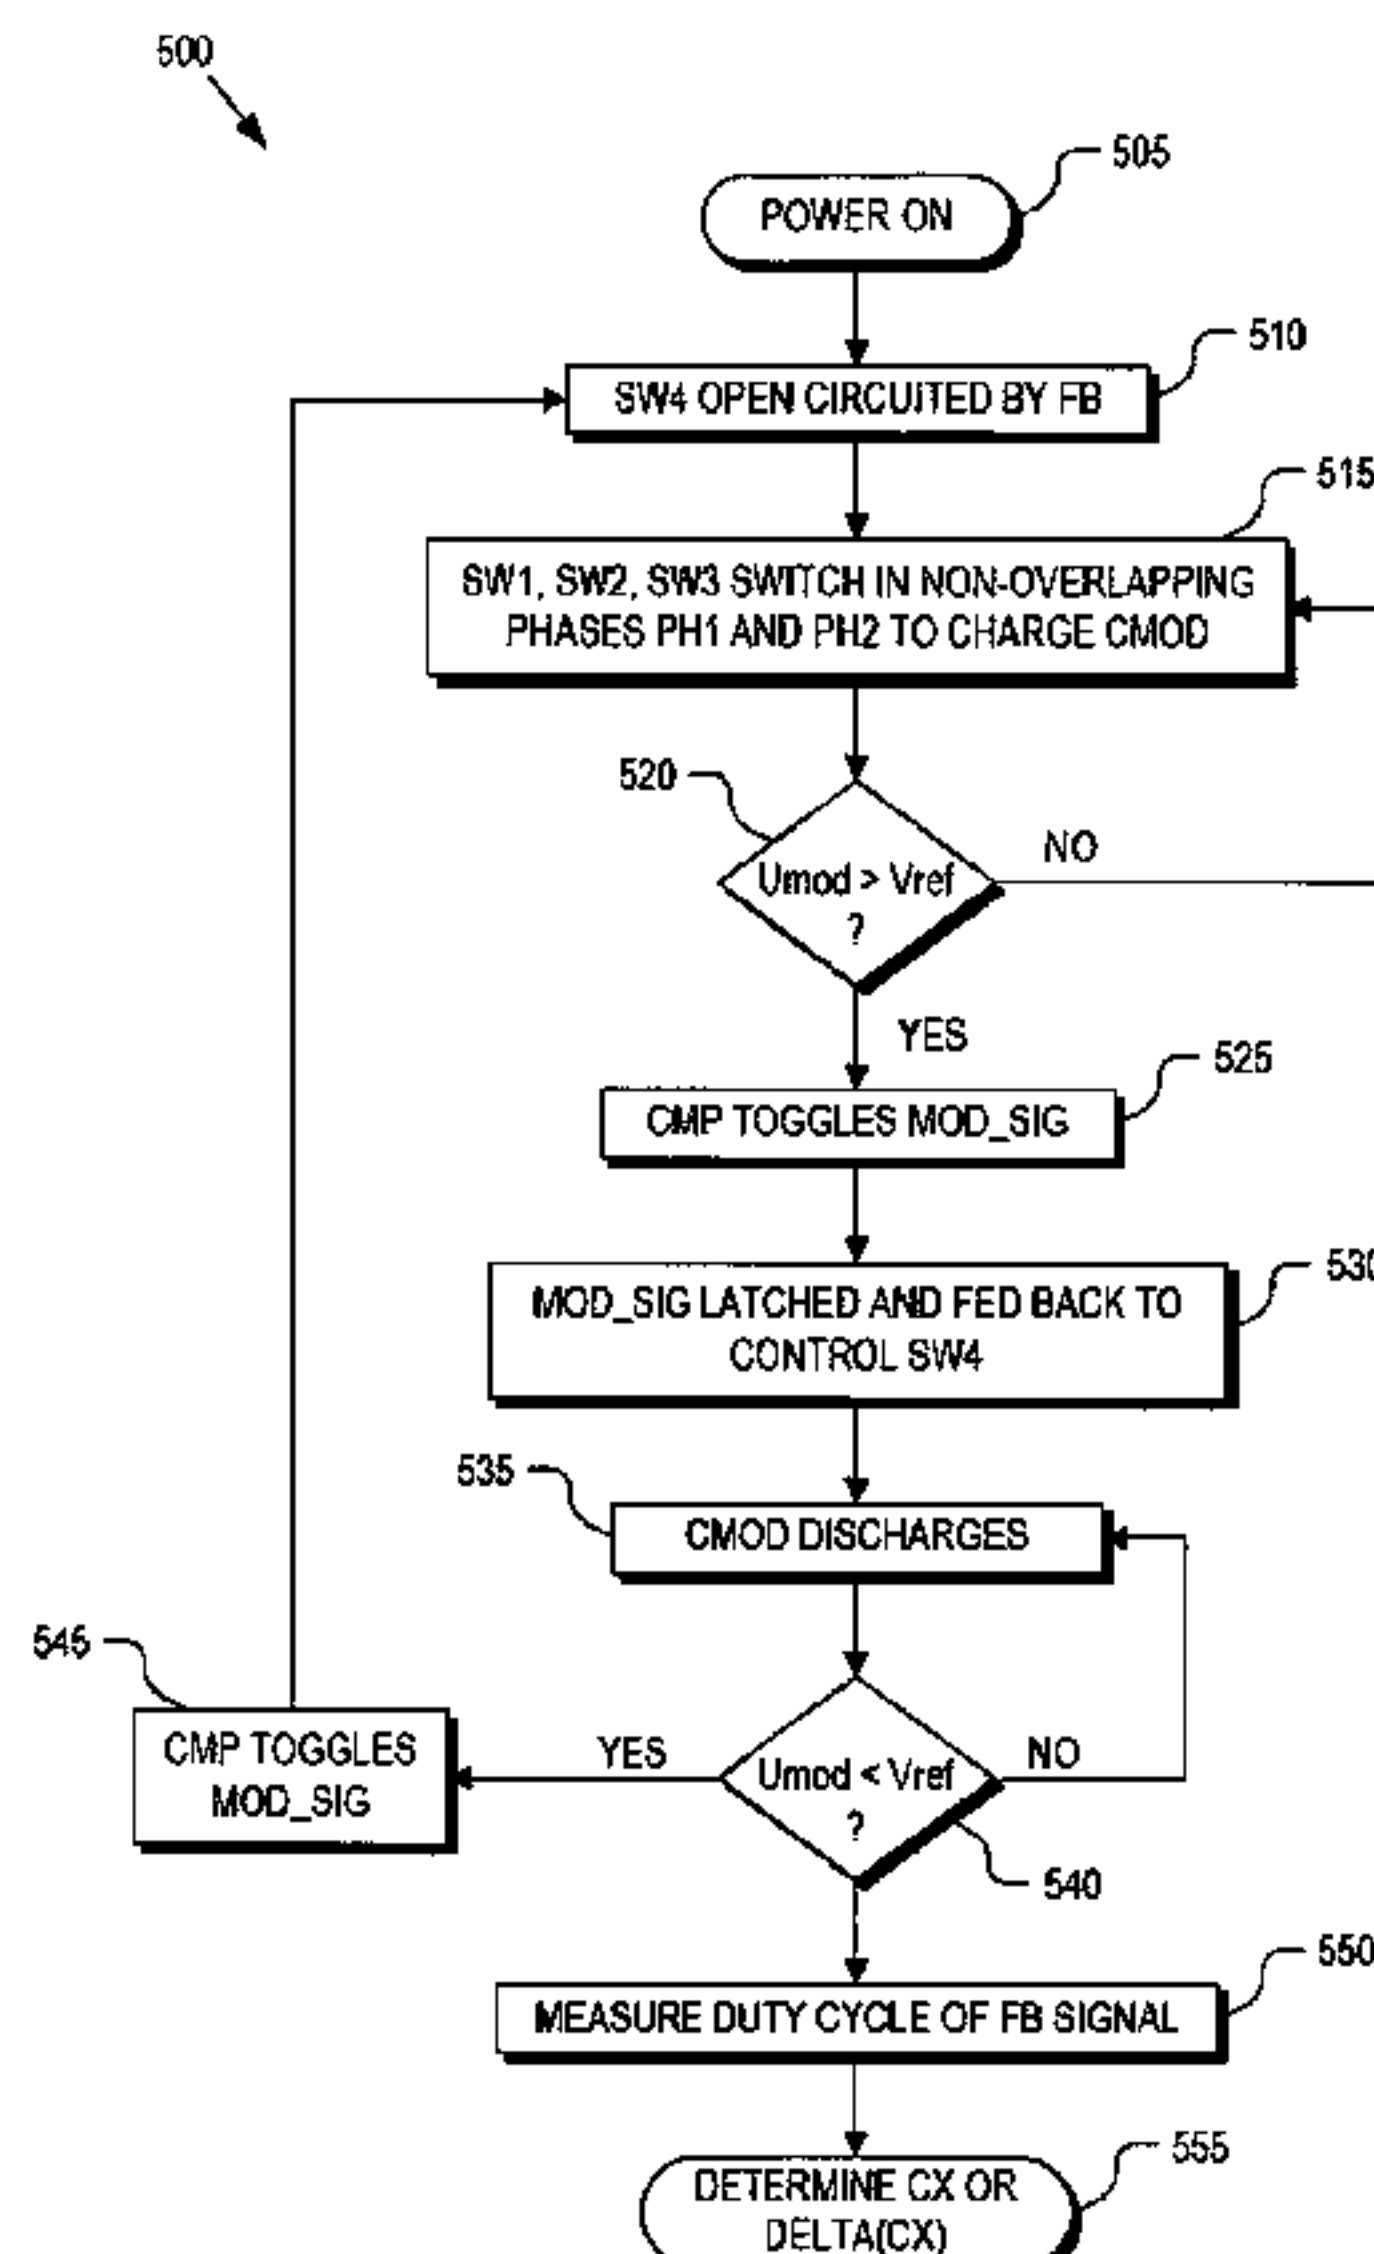 500
505
POWER ON
510
SW4 OPEN CIRCUITED BY FB
515
SW1, SW2, SW3 SWITCH IN NON-OVERLAPPING
PHASES PH1 AND PH2 TO CHARGE CMOD
520
NO
Umod > Vref
?
YES
525
CMP TOGGLES MOD_SIG
530
MOD_SIG LATCHED AND FED BACK TO
CONTROL SW4
535
CMOD DISCHARGES
545
CMP TOGGLES
MOD_SIG
YES
Umod < Vref
?
NO
540
550
MEASURE DUTY CYCLE OF FB SIGNAL
555
DETERMINE CX OR
DELTA(CX)